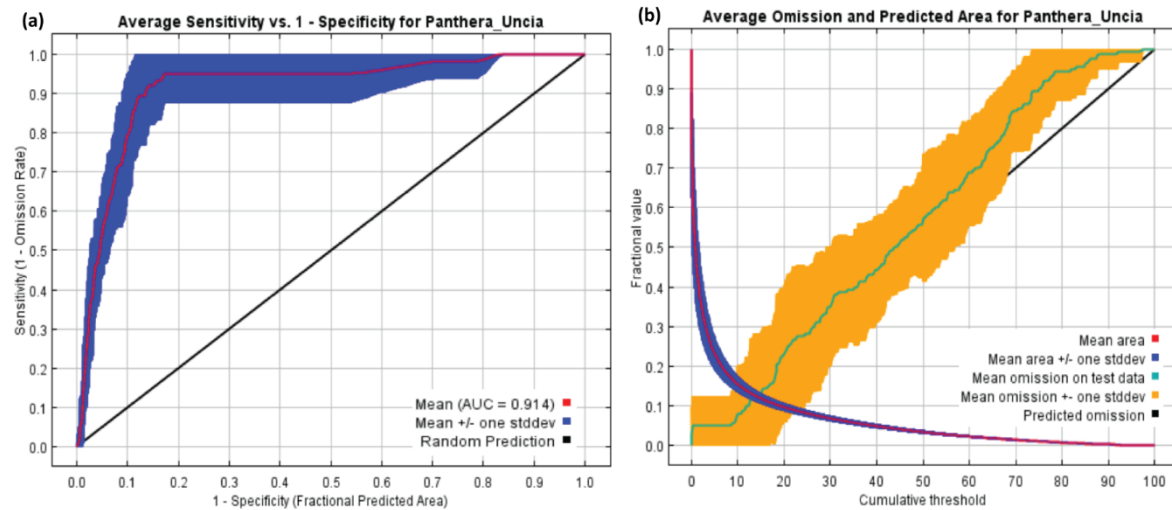 (a)
Average Sensitivity vs. 1 - Specificity for Panthera_Uncia
Sensitivity (1 - Omission Rate)
1.0
0.9
0.8
0.7
0.6
0.5
0.4
0.3
0.2
0.1
0.0
Mean (AUC = 0.914)
Mean +/- one stddev
Random Prediction
0.0 0.1 0.2 0.3 0.4 0.5 0.6 0.7 0.8 0.9 1.0
1 - Specificity (Fractional Predicted Area)
(b)
Average Omission and Predicted Area for Panthera_Uncia
Fractional value
1.0
0.9
0.8
0.7
0.6
0.5
0.4
0.3
0.2
0.1
0.0
Mean area
Mean area +/- one stddev
Mean omission on test data
Mean omission +- one stddev
Predicted omission
0 10 20 30 40 50 60 70 80 90 100
Cumulative threshold